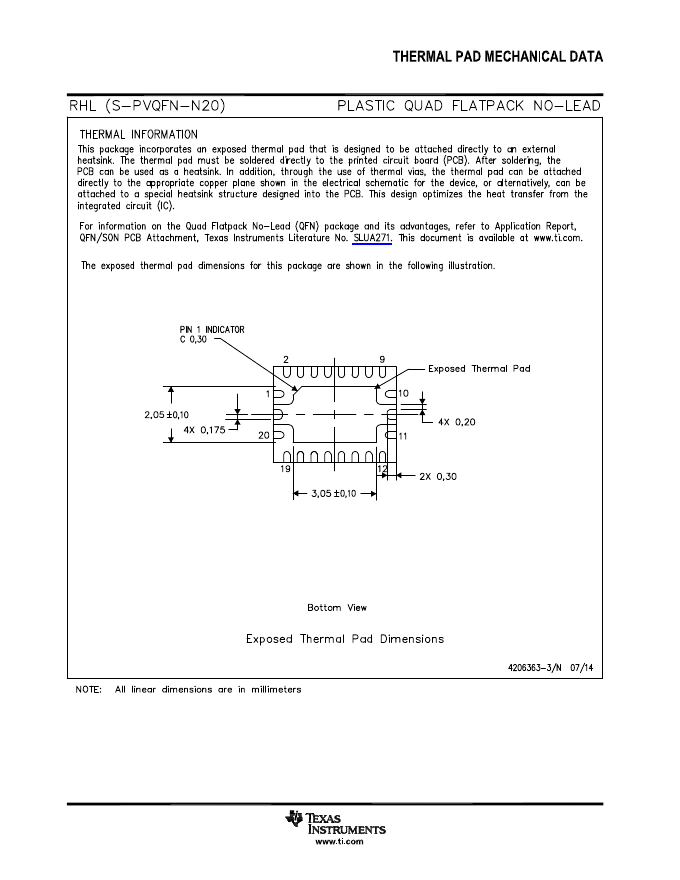 THERMAL PAD MECHANICAL DATA
RHL (S-PVQFN-N20) PLASTIC QUAD FLATPACK NO-LEAD
THERMAL INFORMATION
This package incorporates an exposed thermal pad that is designed to be attached directly to an external
heatsink. The thermal pad must be soldered directly to the printed circuit board (PCB). After soldering, the
PCB can be used as a heatsink. In addition, through the use of thermal vias, the thermal pad can be attached
directly to the appropriate copper plane shown in the electrical schematic for the device, or alternatively, can be
attached to a special heatsink structure designed into the PCB. This design optimizes the heat transfer from the
integrated circuit (IC).
For information on the Quad Flatpack No-Lead (QFN) package and its advantages, refer to Application Report,
QFN/SON PCB Attachment, Texas Instruments Literature No. SLUA271. This document is available at www.ti.com.
The exposed thermal pad dimensions for this package are shown in the following illustration.
PIN 1 INDICATOR
C 0,30
2 9
Exposed Thermal Pad
1 10
2,05 ±0,10
4X 0,20
4X 0,175
20 11
19 12
2X 0,30
3,05 ±0,10
Bottom View
Exposed Thermal Pad Dimensions
4206363-3/N 07/14
NOTE: All linear dimensions are in millimeters
TEXAS
INSTRUMENTS
www.ti.com